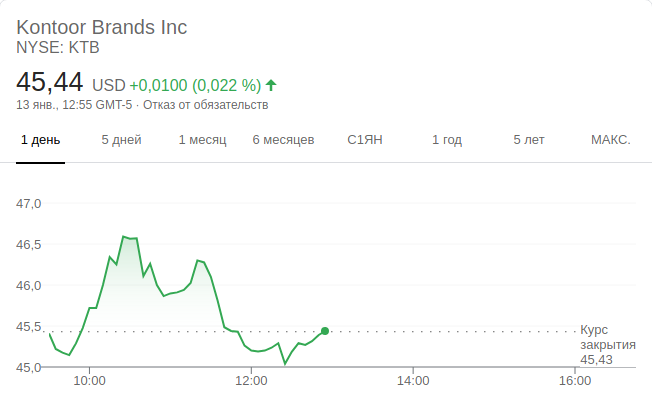 Kontoor Brands Inc
NYSE: KTB
45,44 USD +0,0100 (0,022 %)
13 янв., 12:55 GMT-5 · Отказ от обязательств
1 день 5 дней 1 месяц 6 месяцев С1ЯН 1 год 5 лет МАКС.
47,0
46,5
46,0
45,5
Курс
закрытия
45,43
45,0
10:00 12:00 14:00 16:00